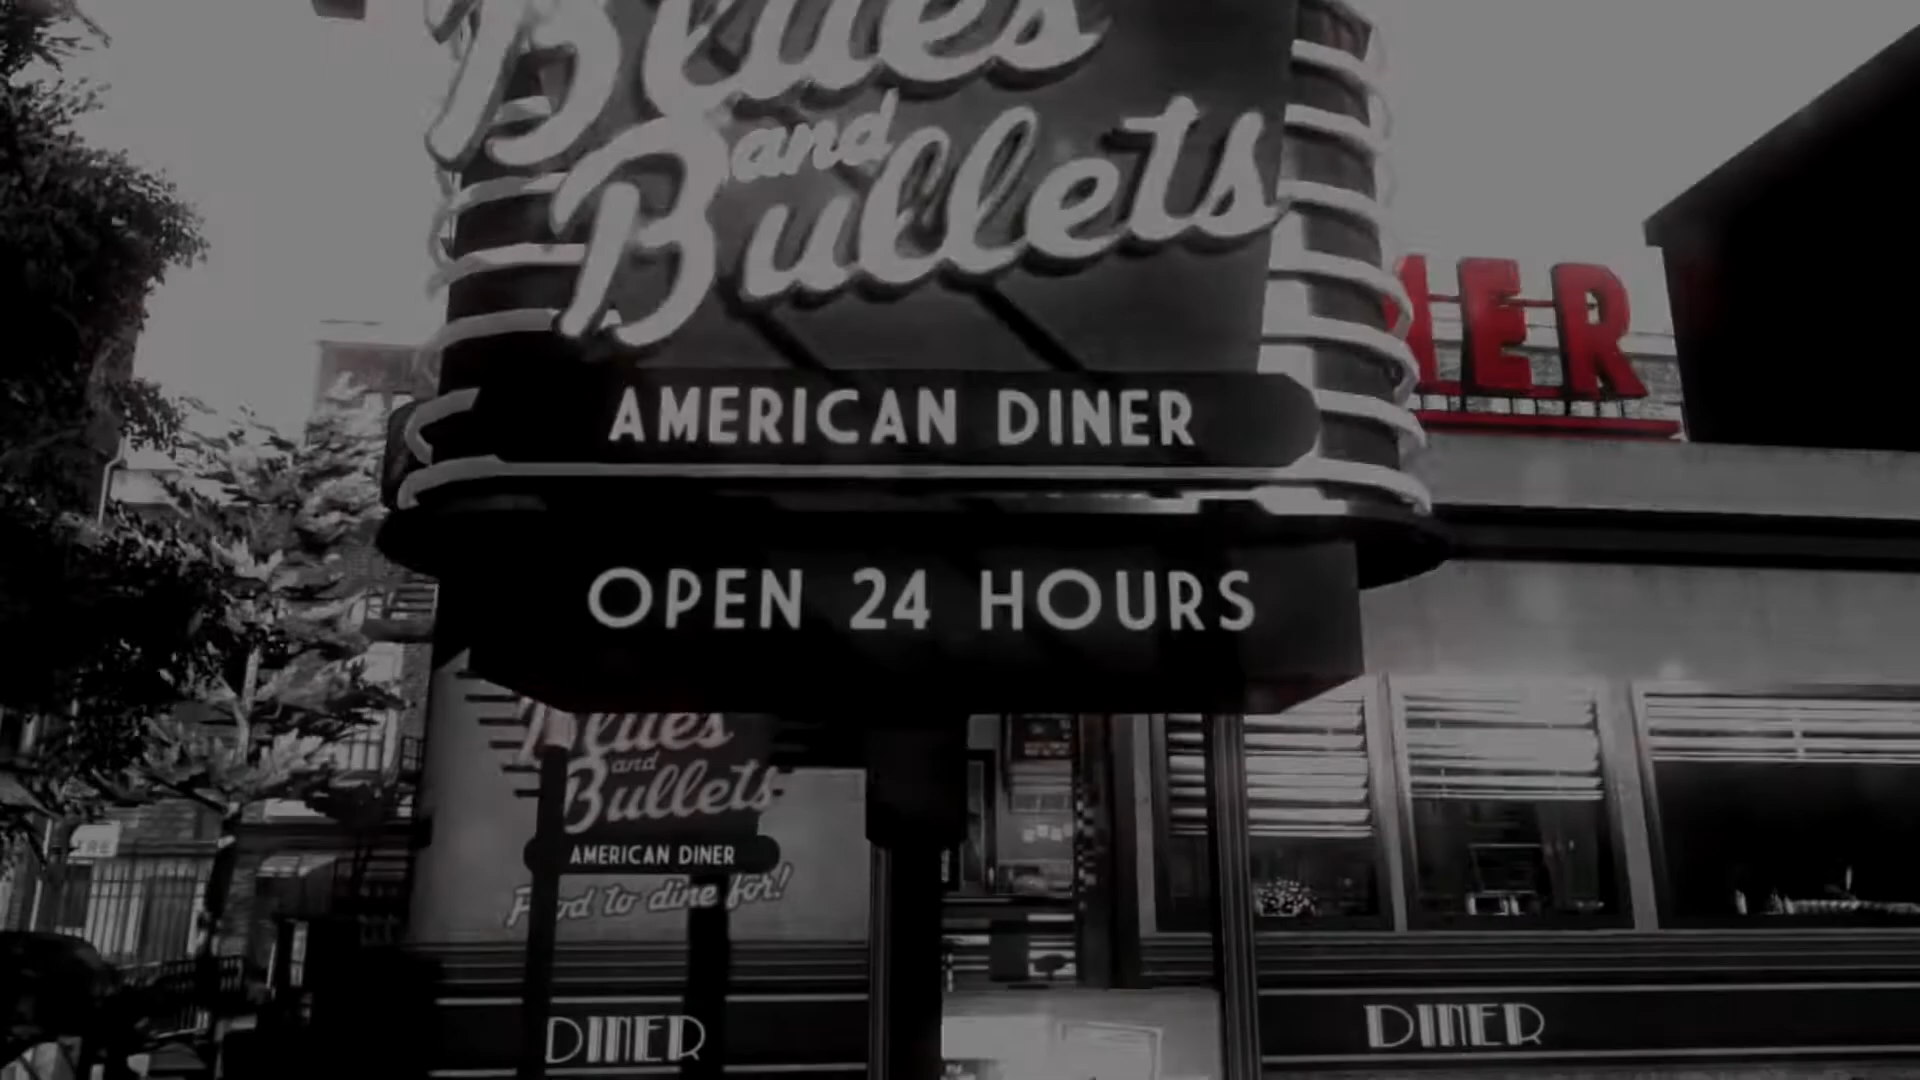 Blues
and
Bullets
AMERICAN DINER
OPEN 24 HOURS
Blues
and
Bullets
AMERICAN DINER
Food to dine for!
DINER
DINER